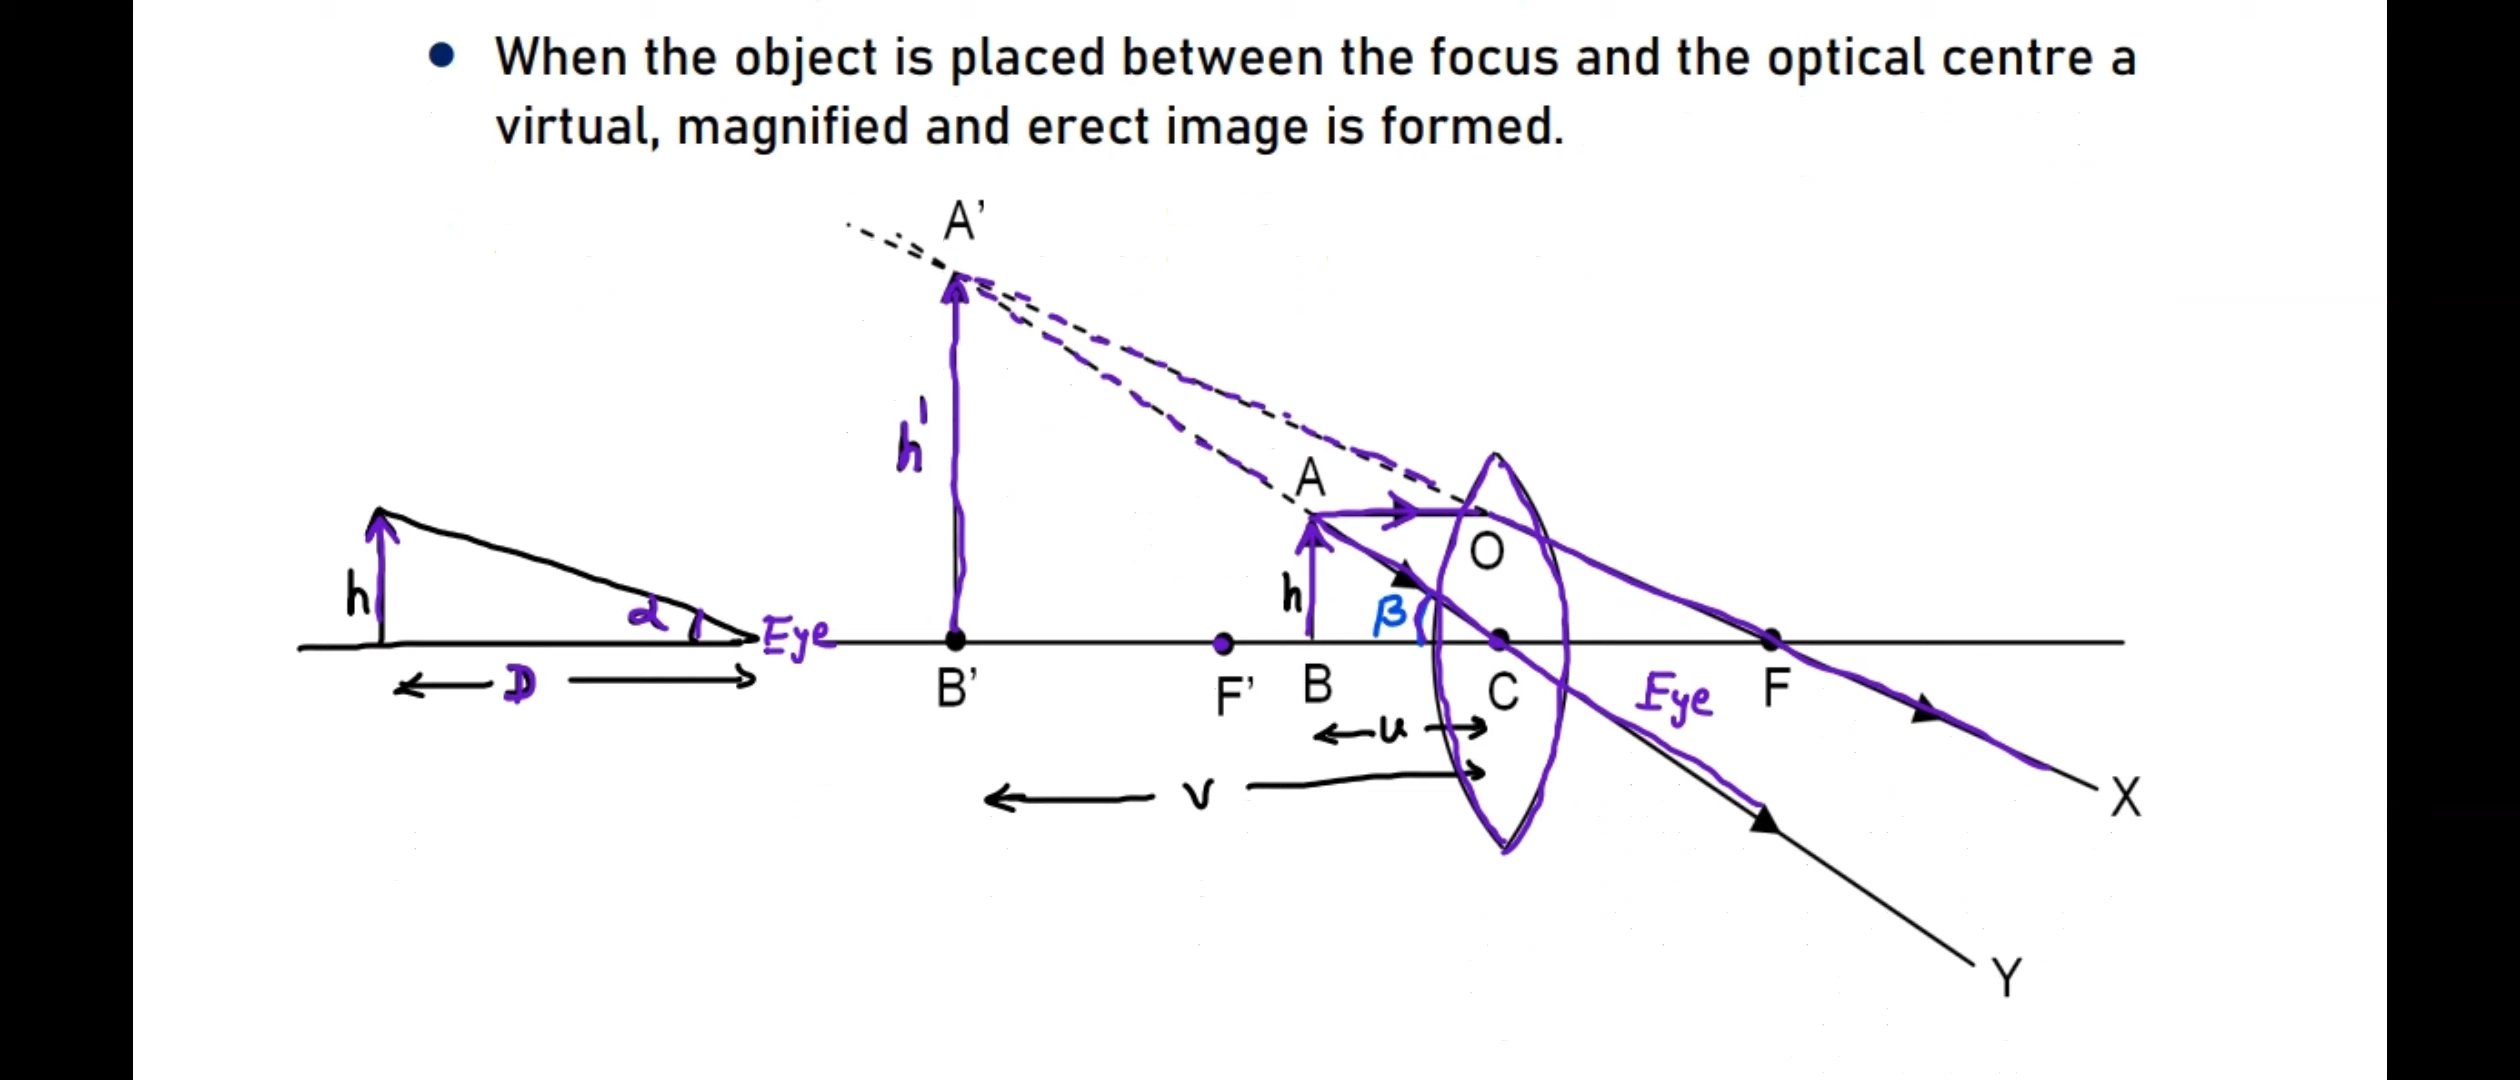 When the object is placed between the focus and the optical centre a
virtual, magnified and erect image is formed.
A'
h'
A
O
h
h
α
Eye
β
D
B'
F'
B
C
Eye
F
u
v
X
Y